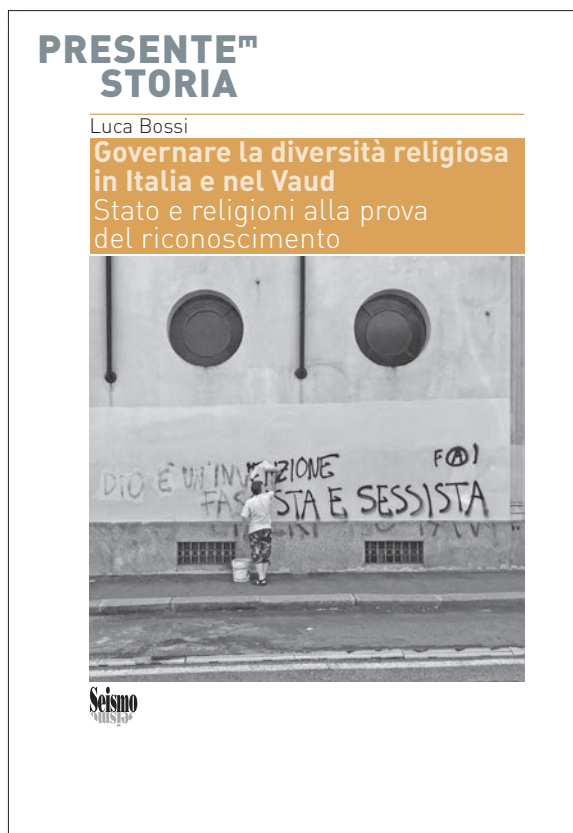 PRESENTE E
STORIA
Luca Bossi
Governare la diversità religiosa
in Italia e nel Vaud
Stato e religioni alla prova
del riconoscimento
DIO È UN'INVENZIONE
FASCISTA E SESSISTA
FAI
Seismo